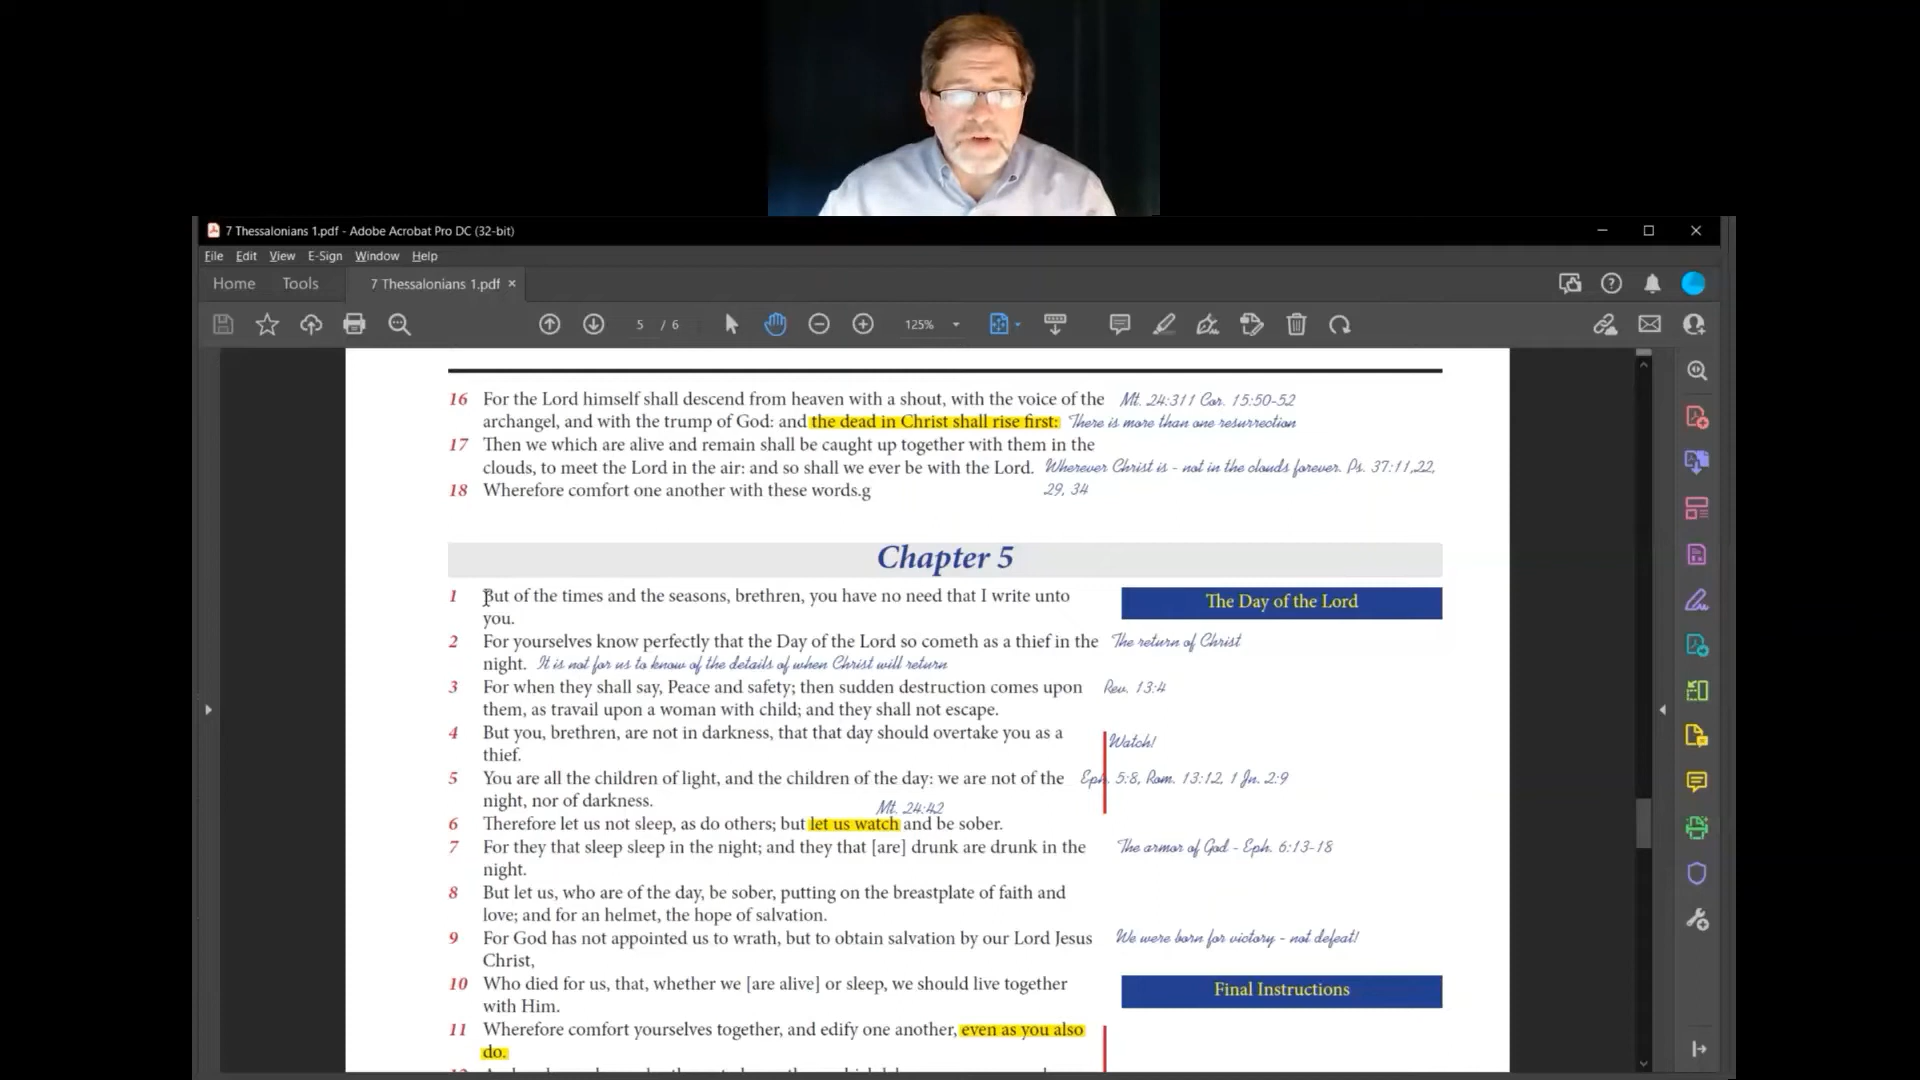 7 Thessalonians 1.pdf - Adobe Acrobat Pro DC (32-bit)
File Edit View E-Sign Window Help
Home Tools 7 Thessalonians 1.pdf ×
5 / 6 125%
16 For the Lord himself shall descend from heaven with a shout, with the voice of the Mt. 24:311 Cor. 15:50-52
archangel, and with the trump of God: and the dead in Christ shall rise first: There is more than one resurrection
17 Then we which are alive and remain shall be caught up together with them in the
clouds, to meet the Lord in the air: and so shall we ever be with the Lord. Wherever Christ is - not in the clouds forever. Ps. 37:11,22,
18 Wherefore comfort one another with these words.g 29, 34
Chapter 5
1 But of the times and the seasons, brethren, you have no need that I write unto The Day of the Lord
you.
2 For yourselves know perfectly that the Day of the Lord so cometh as a thief in the The return of Christ
night. It is not for us to know of the details of when Christ will return
3 For when they shall say, Peace and safety; then sudden destruction comes upon Rev. 13:4
them, as travail upon a woman with child; and they shall not escape.
4 But you, brethren, are not in darkness, that that day should overtake you as a Watch!
thief.
5 You are all the children of light, and the children of the day: we are not of the Eph. 5:8, Rom. 13:12, 1 Jn. 2:9
night, nor of darkness. Mt. 24:42
6 Therefore let us not sleep, as do others; but let us watch and be sober.
7 For they that sleep sleep in the night; and they that [are] drunk are drunk in the The armor of God - Eph. 6:13-18
night.
8 But let us, who are of the day, be sober, putting on the breastplate of faith and
love; and for an helmet, the hope of salvation.
9 For God has not appointed us to wrath, but to obtain salvation by our Lord Jesus We were born for victory - not defeat!
Christ,
10 Who died for us, that, whether we [are alive] or sleep, we should live together Final Instructions
with Him.
11 Wherefore comfort yourselves together, and edify one another, even as you also
do.